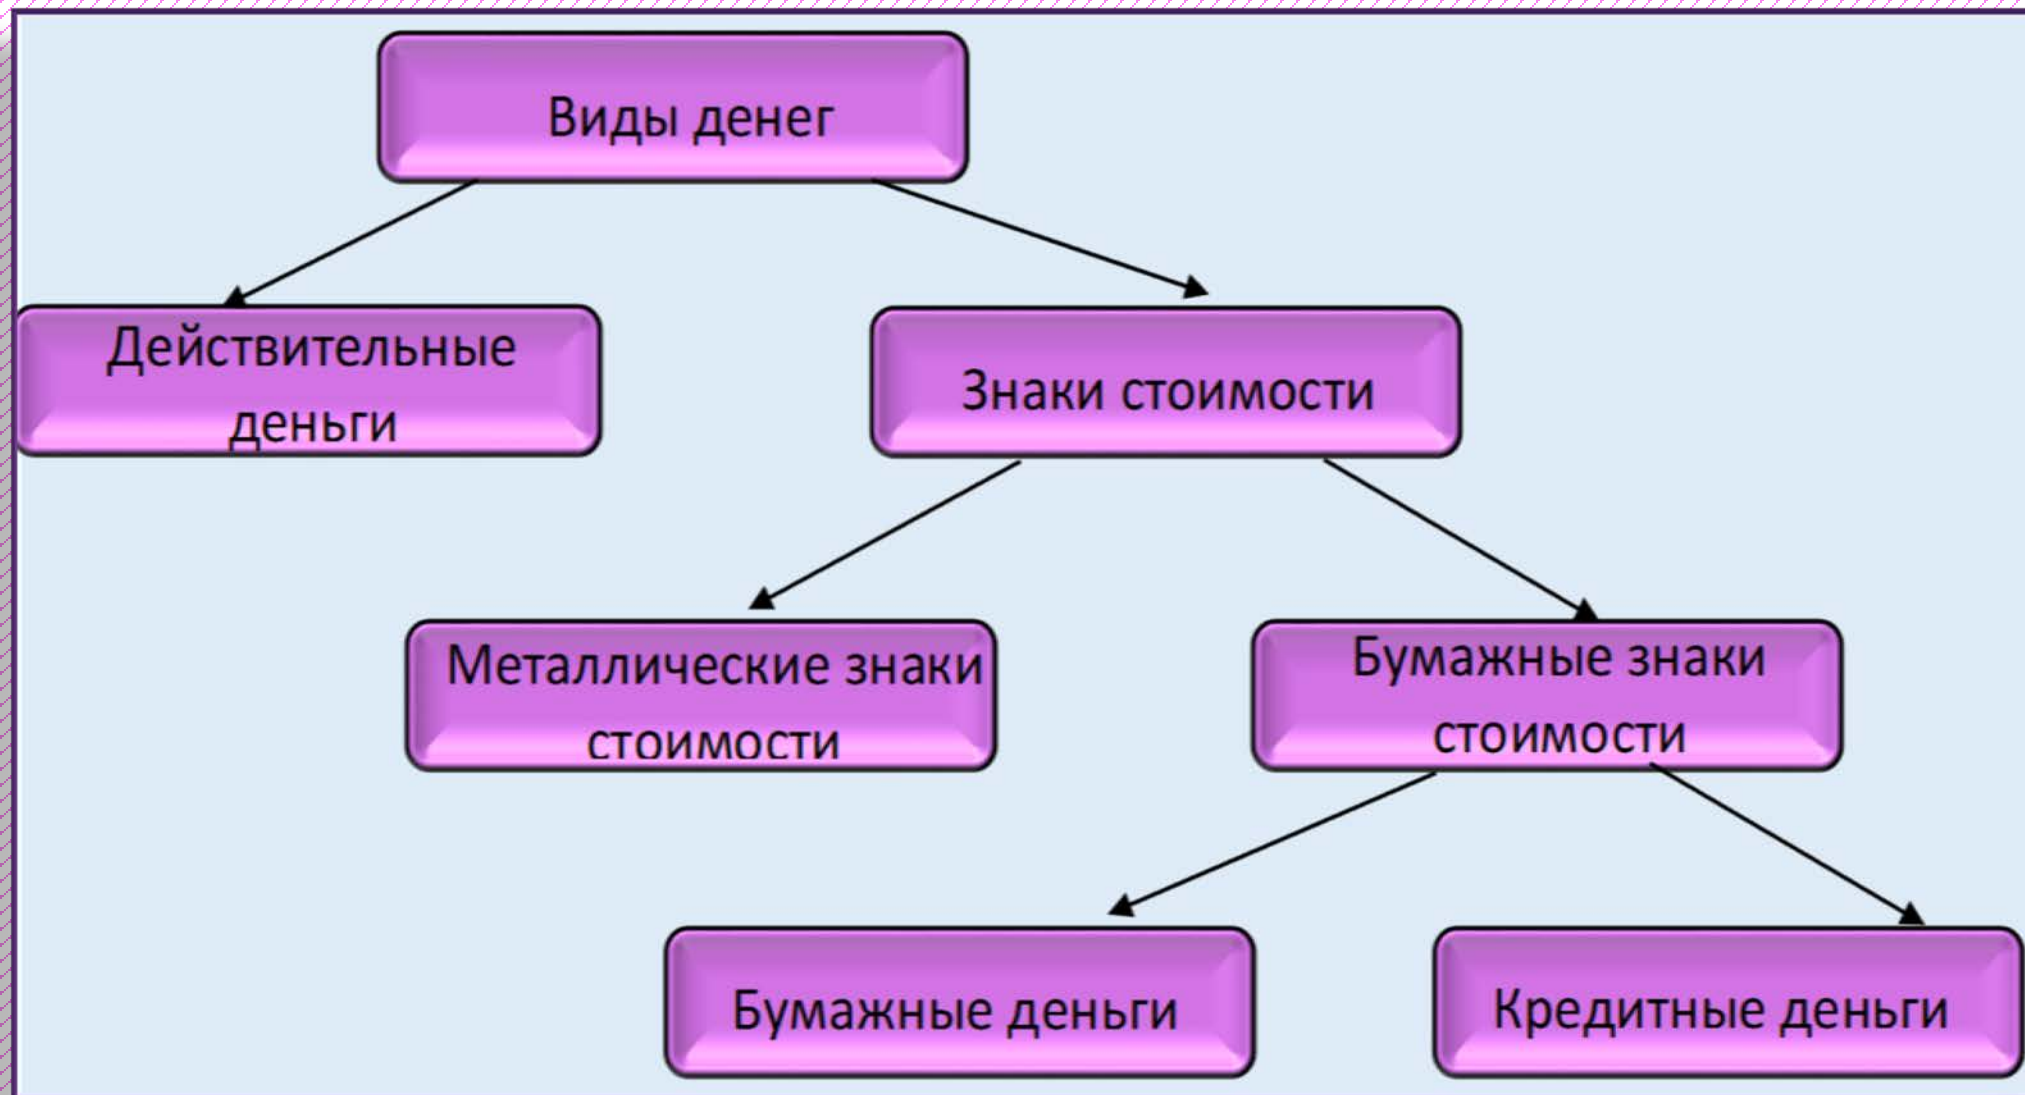 Виды денег
Действительные
деньги
Знаки стоимости
Металлические знаки
стоимости
Бумажные знаки
стоимости
Бумажные деньги
Кредитные деньги